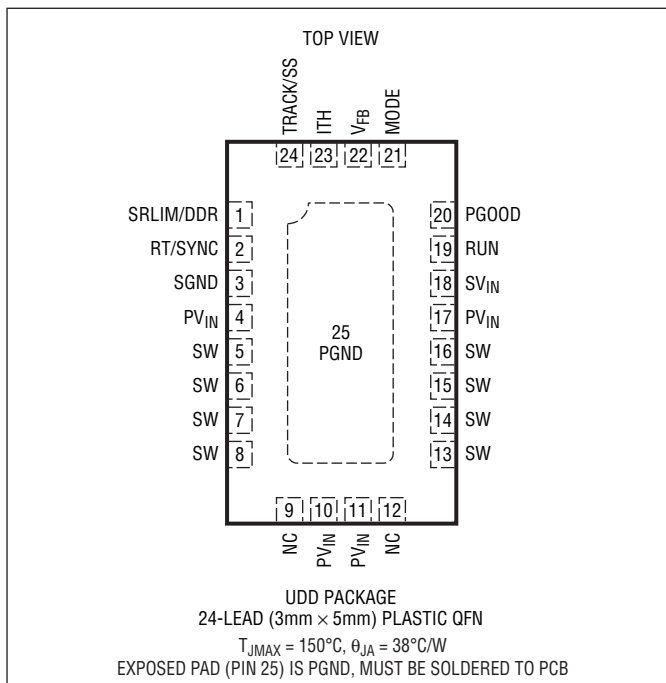 TOP VIEW
TRACK/SS
ITH
VFB
MODE
24 23 22 21
SRLIM/DDR 1
RT/SYNC 2
SGND 3
PVIN 4
SW 5
SW 6
SW 7
SW 8
25
PGND
20 PGOOD
19 RUN
18 SVIN
17 PVIN
16 SW
15 SW
14 SW
13 SW
9 10 11 12
NC
PVIN
PVIN
NC
UDD PACKAGE
24-LEAD (3mm × 5mm) PLASTIC QFN
TJMAX = 150°C, θJA = 38°C/W
EXPOSED PAD (PIN 25) IS PGND, MUST BE SOLDERED TO PCB